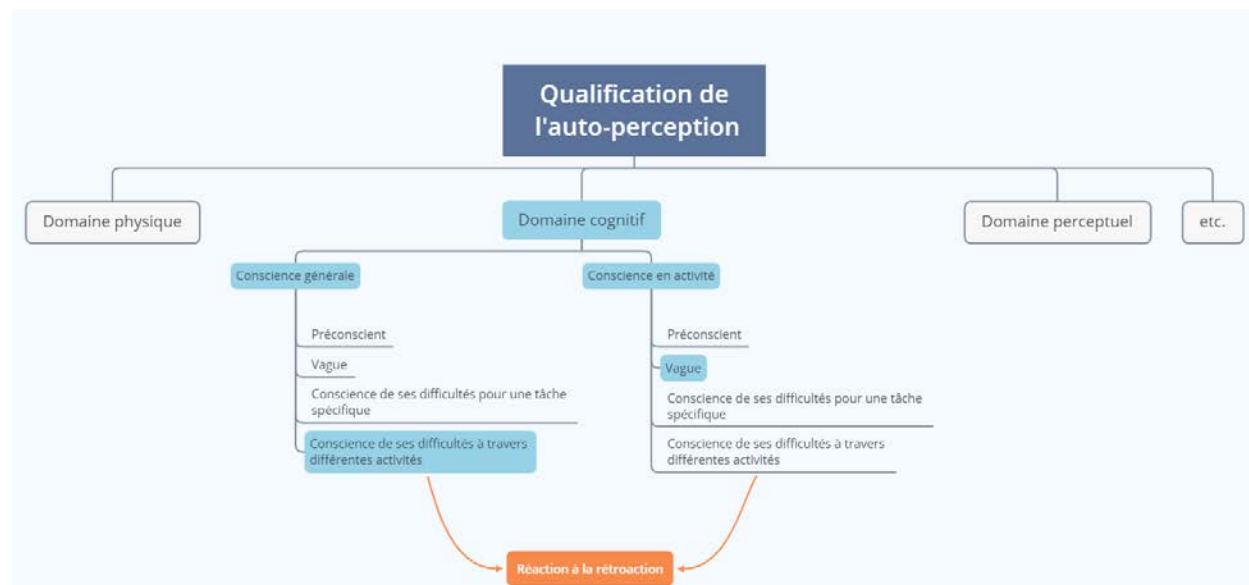 Qualification de
l'auto-perception
Domaine physique
Domaine cognitif
Domaine perceptuel
etc.
Conscience générale
Conscience en activité
Préconscient
Vague
Conscience de ses difficultés pour une tâche
spécifique
Conscience de ses difficultés à travers
différentes activités
Préconscient
Vague
Conscience de ses difficultés pour une tâche
spécifique
Conscience de ses difficultés à travers
différentes activités
Réaction à la rétroaction